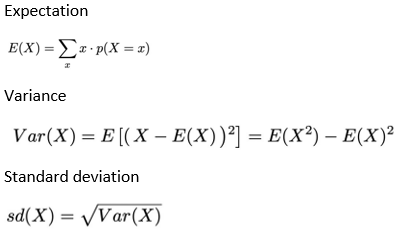 Expectation
E(X) = ∑ x · p(X = x)
x
Variance
Var(X) = E [( X − E(X) )²] = E(X²) − E(X)²
Standard deviation
sd(X) = √Var(X)